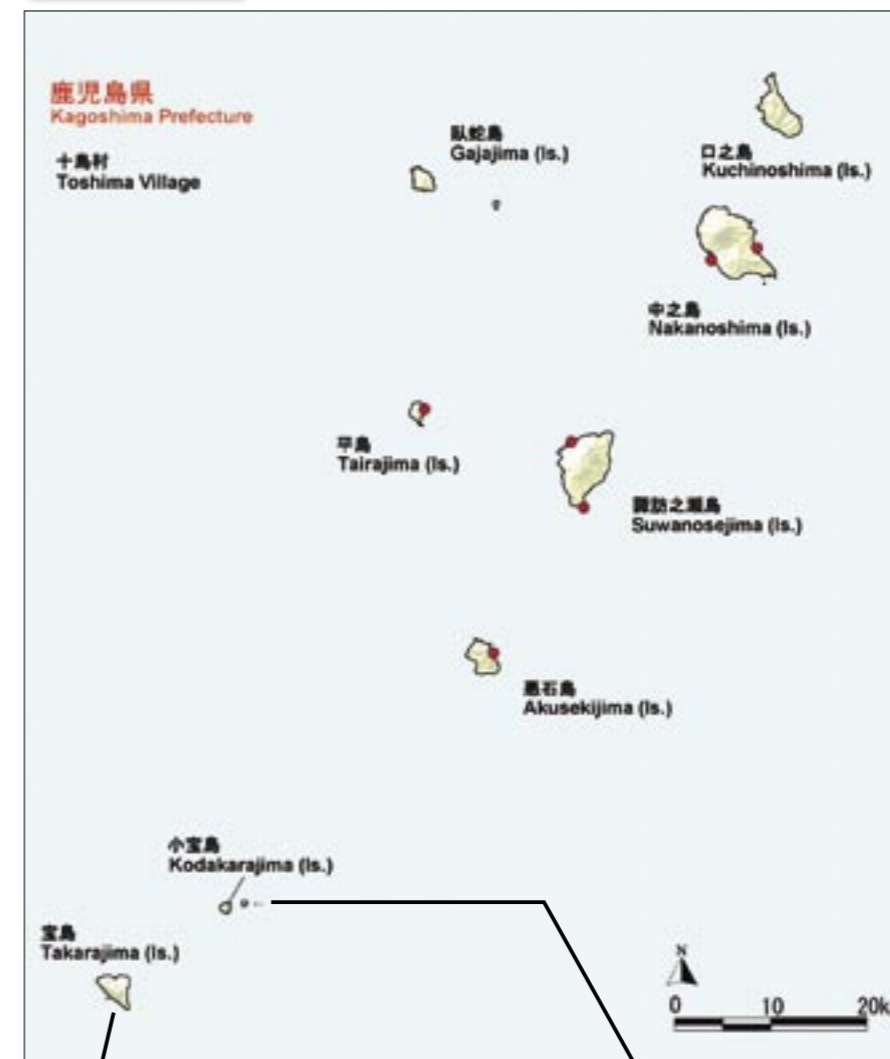 鹿児島県
Kagoshima Prefecture
十島村
Toshima Village
臥蛇島
Gajajima (Is.)
口之島
Kuchinoshima (Is.)
中之島
Nakanoshima (Is.)
平島
Tairajima (Is.)
諏訪之瀬島
Suwanosejima (Is.)
悪石島
Akusekijima (Is.)
小宝島
Kodakarajima (Is.)
宝島
Takarajima (Is.)
N
0 10 20k